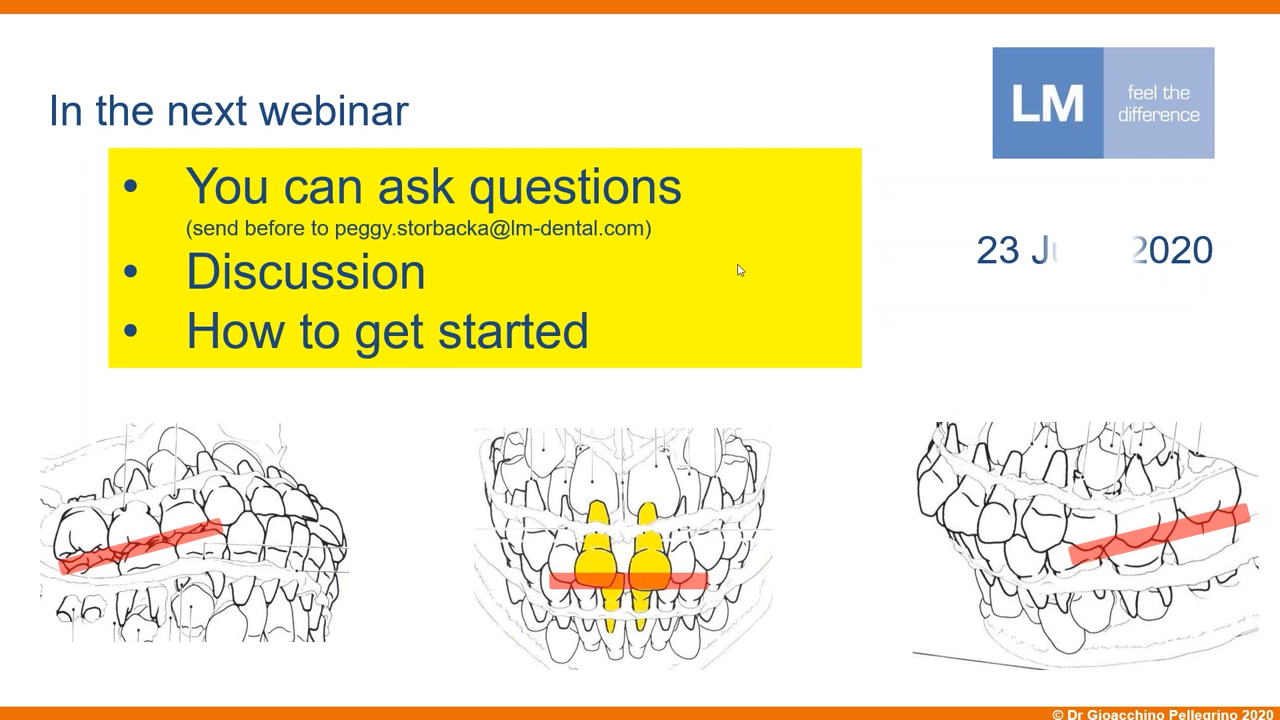 In the next webinar
LM
feel the
difference
• You can ask questions
(send before to peggy.storbacka@lm-dental.com)
• Discussion
• How to get started
23 2020
© Dr Gioacchino Pellegrino 2020